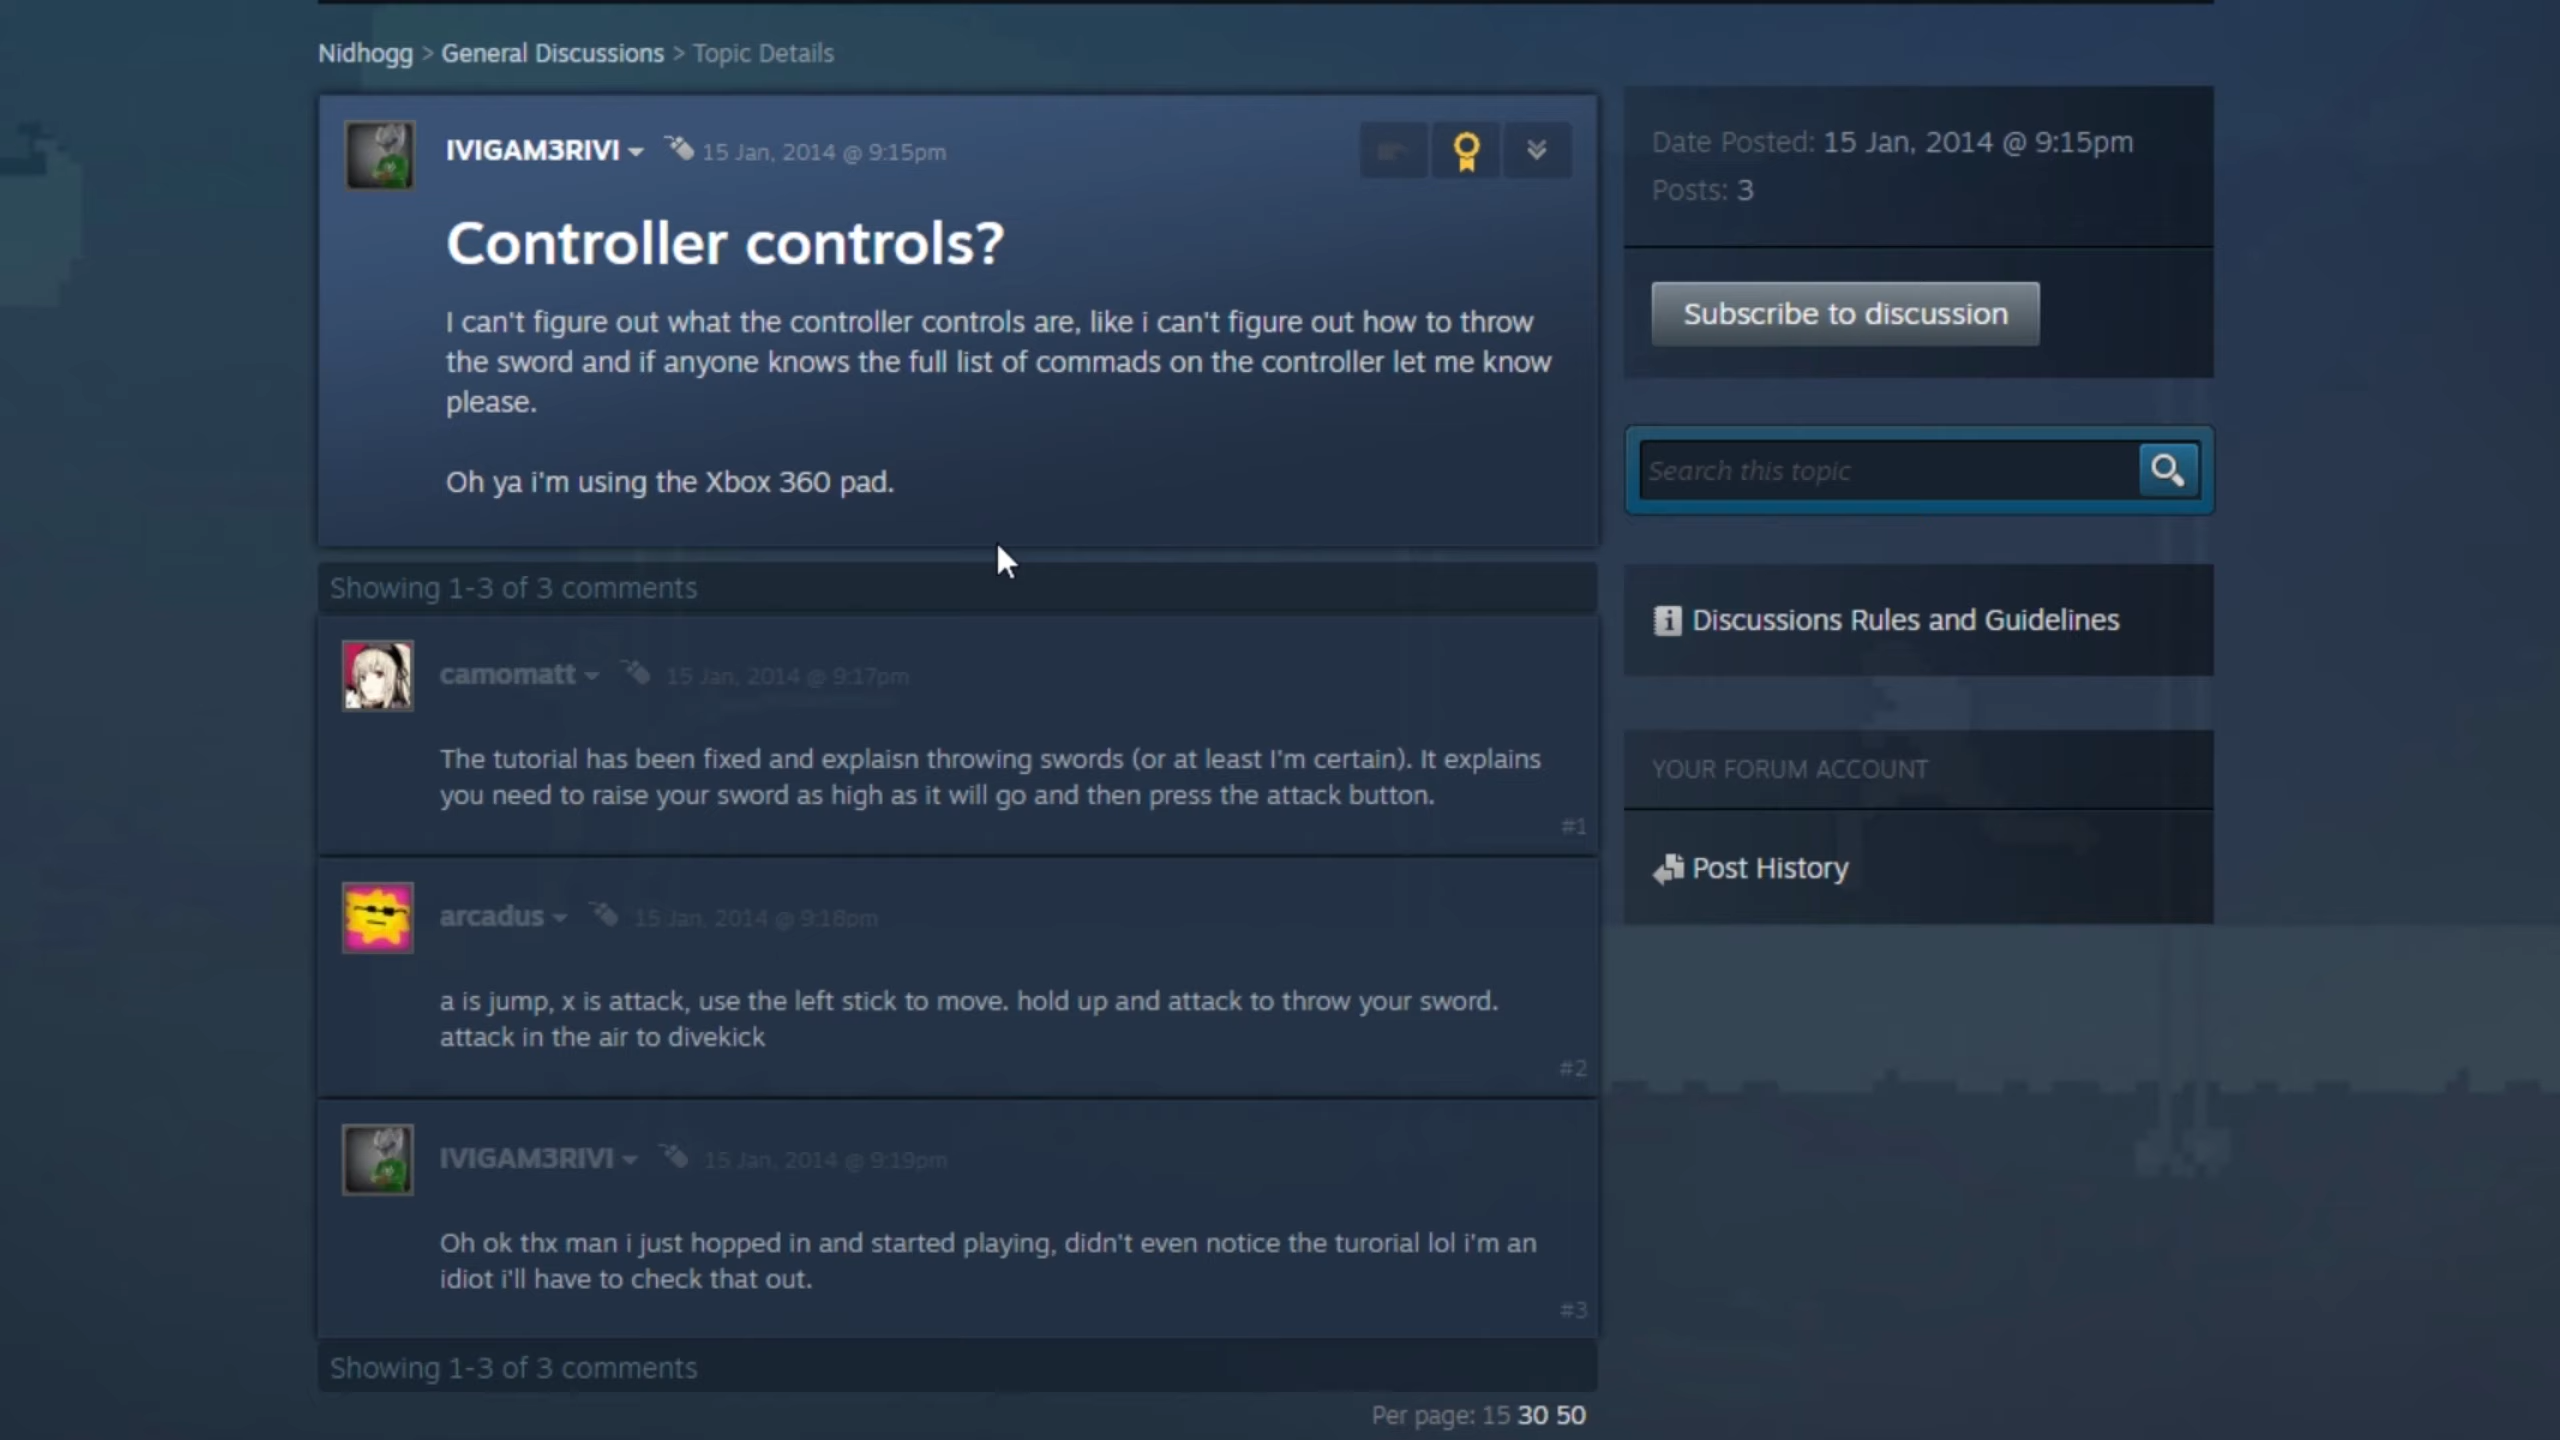 Nidhogg > General Discussions > Topic Details
IVIGAM3RIVI 15 Jan, 2014 @ 9:15pm
Controller controls?
I can't figure out what the controller controls are, like i can't figure out how to throw
the sword and if anyone knows the full list of commads on the controller let me know
please.
Oh ya i'm using the Xbox 360 pad.
Showing 1-3 of 3 comments
camomatt 15 Jan, 2014 @ 9:17pm
The tutorial has been fixed and explaisn throwing swords (or at least I'm certain). It explains
you need to raise your sword as high as it will go and then press the attack button.
#1
arcadus 15 Jan, 2014 @ 9:18pm
a is jump, x is attack, use the left stick to move. hold up and attack to throw your sword.
attack in the air to divekick
#2
IVIGAM3RIVI 15 Jan, 2014 @ 9:19pm
Oh ok thx man i just hopped in and started playing, didn't even notice the turorial lol i'm an
idiot i'll have to check that out.
#3
Showing 1-3 of 3 comments
Per page: 15 30 50
Date Posted: 15 Jan, 2014 @ 9:15pm
Posts: 3
Subscribe to discussion
Search this topic
Discussions Rules and Guidelines
YOUR FORUM ACCOUNT
Post History